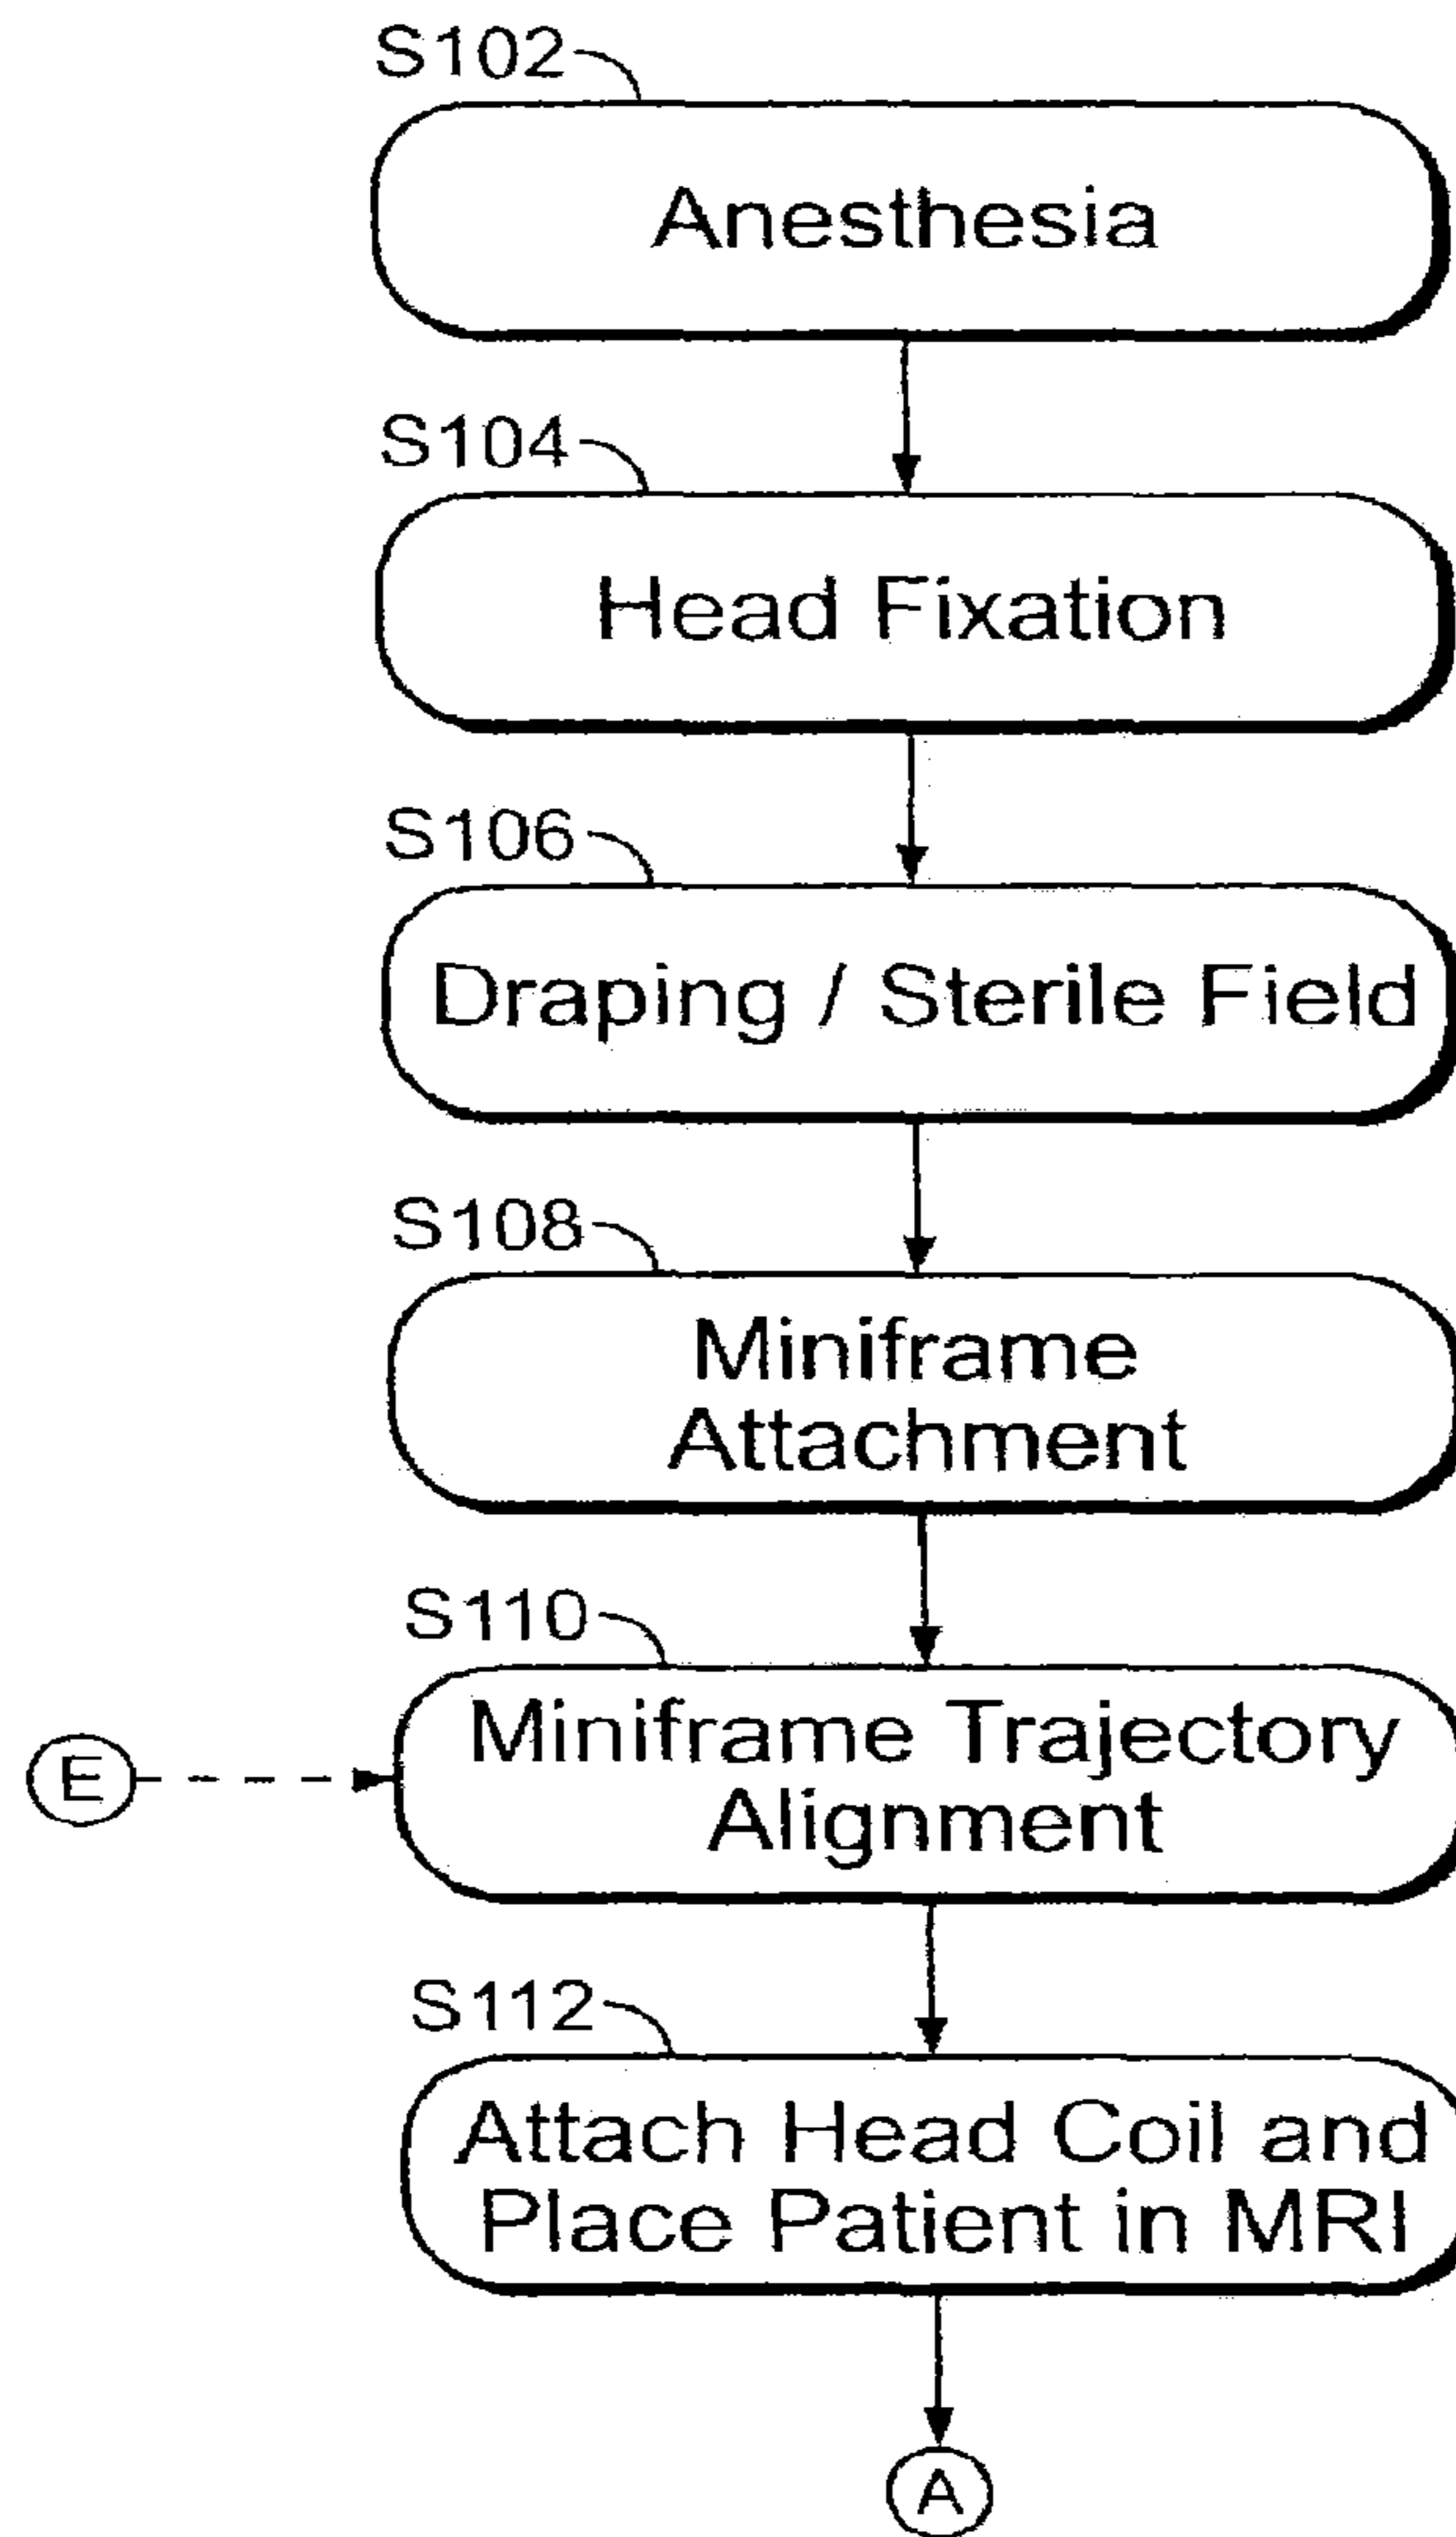 S102
Anesthesia
S104
Head Fixation
S106
Draping / Sterile Field
S108
Miniframe
Attachment
S110
Miniframe Trajectory
Alignment
E
S112
Attach Head Coil and
Place Patient in MRI
A